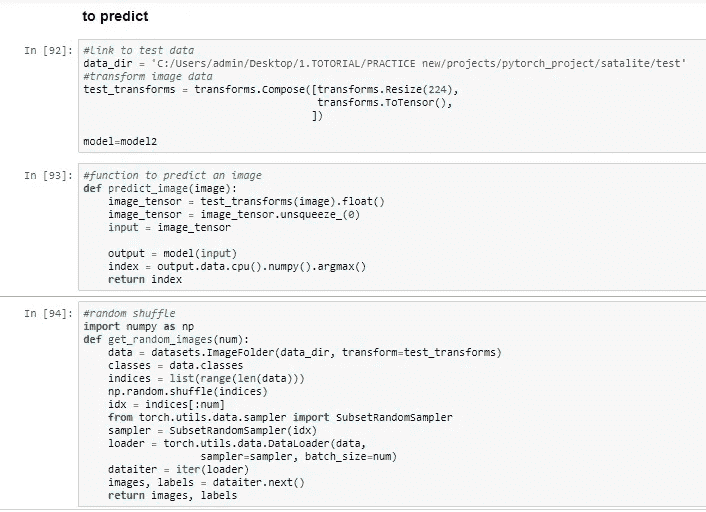 to predict
In [92]: #Link to test data
data_dir = 'C:/Users/admin/Desktop/1.TOTORIAL/PRACTICE new/projects/pytorch_project/satalite/test'
#transform image data
test_transforms = transforms.Compose([transforms.Resize(224),
transforms.ToTensor(),
])
model=model2
In [93]: #function to predict an image
def predict_image(image):
image_tensor = test_transforms(image).float()
image_tensor = image_tensor.unsqueeze_(0)
input = image_tensor
output = model(input)
index = output.data.cpu().numpy().argmax()
return index
In [94]: #random shuffle
import numpy as np
def get_random_images(num):
data = datasets.ImageFolder(data_dir, transform=test_transforms)
classes = data.classes
indices = list(range(len(data)))
np.random.shuffle(indices)
idx = indices[:num]
from torch.utils.data.sampler import SubsetRandomSampler
sampler = SubsetRandomSampler(idx)
loader = torch.utils.data.DataLoader(data,
sampler=sampler, batch_size=num)
dataiter = iter(loader)
images, labels = dataiter.next()
return images, labels